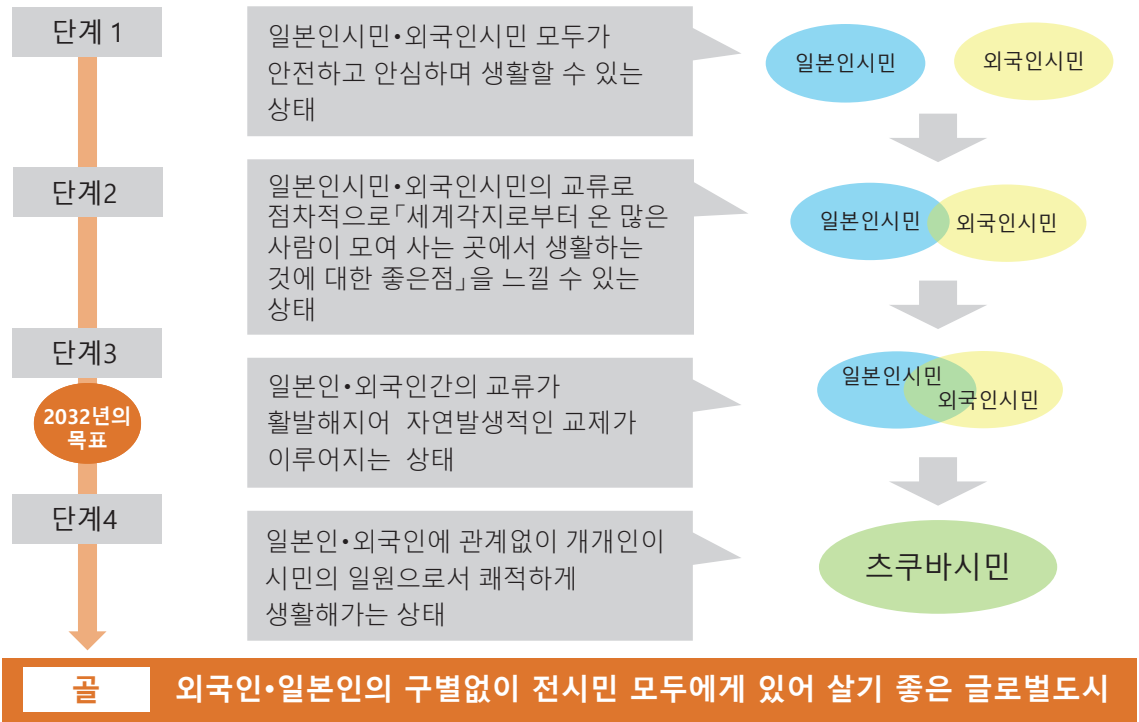 단계 1
일본인시민•외국인시민 모두가
안전하고 안심하며 생활할 수 있는
상태
일본인시민
외국인시민
단계2
일본인시민•외국인시민의 교류로
점차적으로「세계각지로부터 온 많은
사람이 모여 사는 곳에서 생활하는
것에 대한 좋은점」을 느낄 수 있는
상태
일본인시민
외국인시민
단계3
2032년의
목표
일본인•외국인간의 교류가
활발해지어 자연발생적인 교제가
이루어지는 상태
일본인시민
외국인시민
단계4
일본인•외국인에 관계없이 개개인이
시민의 일원으로서 쾌적하게
생활해가는 상태
츠쿠바시민
골
외국인•일본인의 구별없이 전시민 모두에게 있어 살기 좋은 글로벌도시